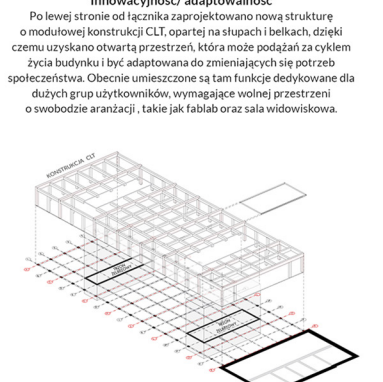 Innowacyjność/ adaptowalność
Po lewej stronie od łącznika zaprojektowano nową strukturę
o modułowej konstrukcji CLT, opartej na słupach i belkach, dzięki
czemu uzyskano otwartą przestrzeń, która może podążać za cyklem
życia budynku i być adaptowana do zmieniających się potrzeb
społeczeństwa. Obecnie umieszczone są tam funkcje dedykowane dla
dużych grup użytkowników, wymagające wolnej przestrzeni
o swobodzie aranżacji , takie jak fablab oraz sala widowiskowa.
KONSTRUKCJA CLT